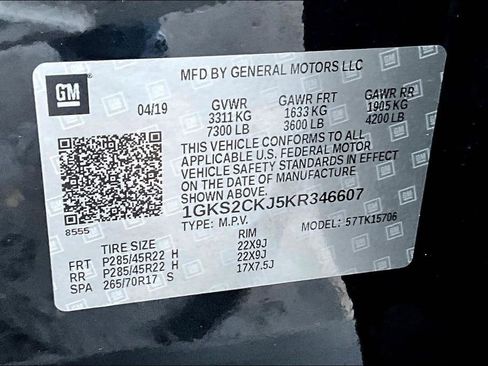 GM
MFD BY GENERAL MOTORS LLC
04/19 GVWR GAWR FRT GAWR RR
3311 KG 1633 KG 1905 KG
7300 LB 3600 LB 4200 LB
THIS VEHICLE CONFORMS TO ALL
APPLICABLE U.S. FEDERAL MOTOR
VEHICLE SAFETY STANDARDS IN EFFECT
ON THE DATE OF MANUFACTURE SHOWN
ABOVE.
8555
1GKS2CKJ5KR346607
TYPE: M.P.V. MODEL: 57TK15706
TIRE SIZE RIM
FRT P285/45R22 H 22X9J
RR P285/45R22 H 22X9J
SPA 265/70R17 S 17X7.5J